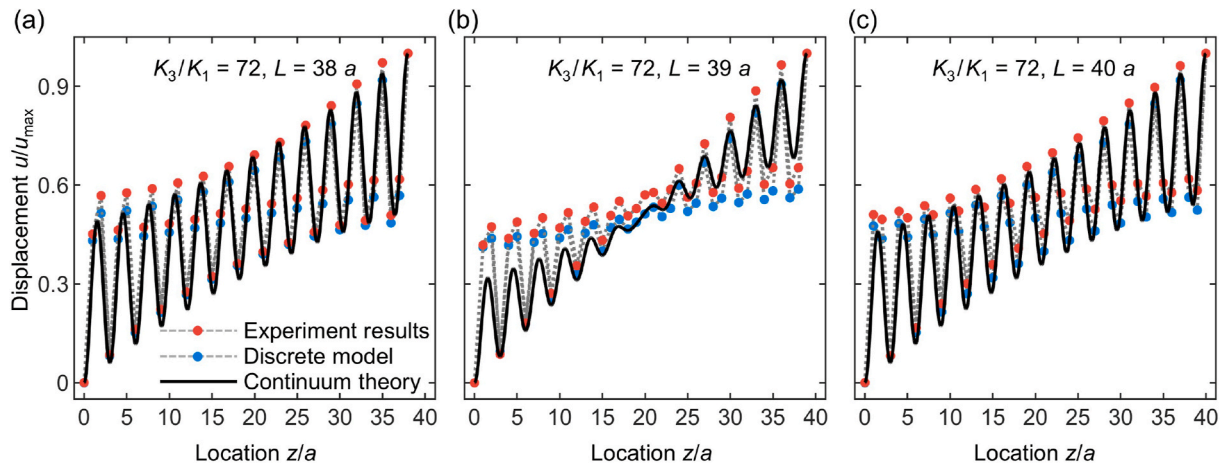 (a)
K₃/K₁ = 72, L = 38 a
Displacement u/uₘₐₓ
0.9
0.6
0.3
0
Experiment results
Discrete model
Continuum theory
0 5 10 15 20 25 30 35 40
Location z/a
(b)
K₃/K₁ = 72, L = 39 a
0 5 10 15 20 25 30 35 40
Location z/a
(c)
K₃/K₁ = 72, L = 40 a
0 5 10 15 20 25 30 35 40
Location z/a